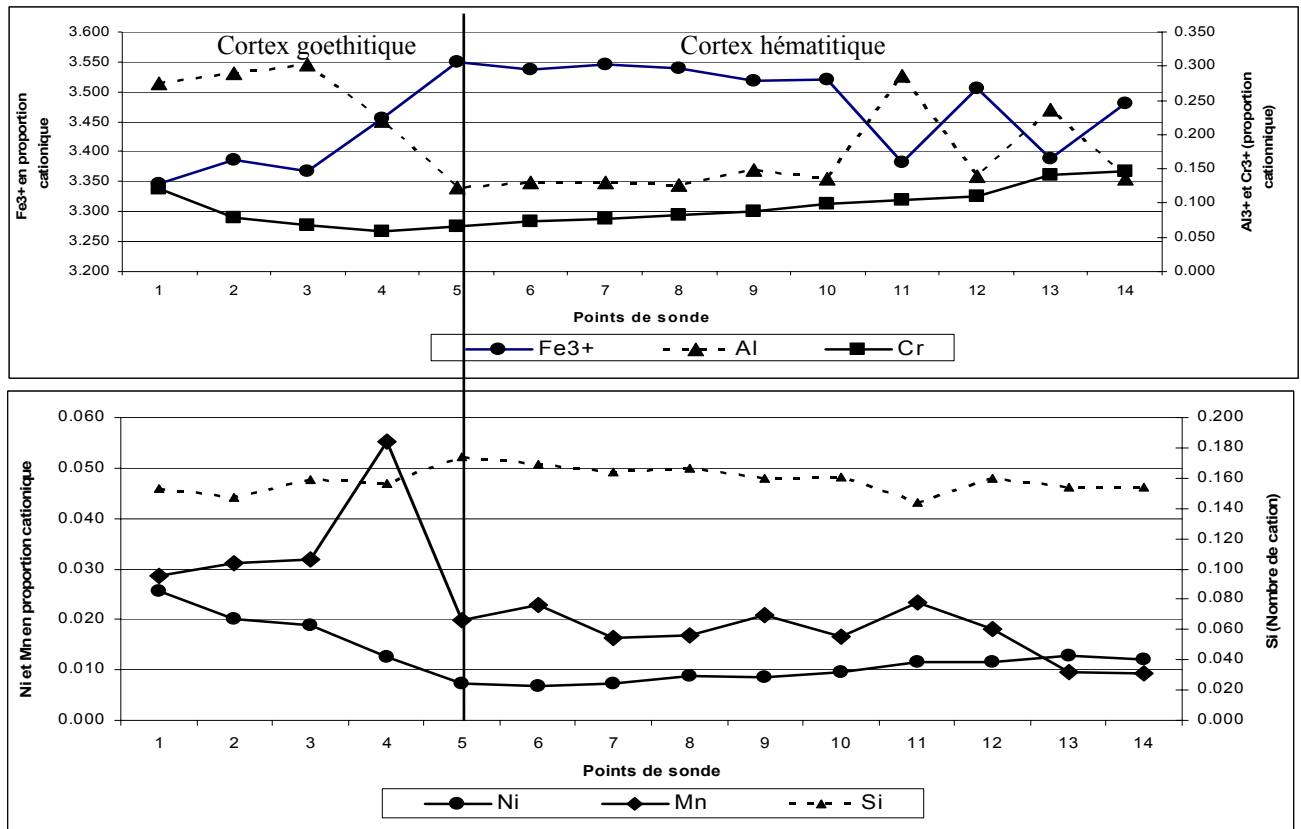 Cortex goethitique
Cortex hématitique
Fe3+ en proportion
cationique
3.600
3.550
3.500
3.450
3.400
3.350
3.300
3.250
3.200
0.350
0.300
0.250
0.200
0.150
0.100
0.050
0.000
Al3+ et Cr3+ (proportion
cationnique)
1 2 3 4 5 6 7 8 9 10 11 12 13 14
Points de sonde
Fe3+ Al Cr
Ni et Mn en proportion cationique
0.060
0.050
0.040
0.030
0.020
0.010
0.000
0.200
0.180
0.160
0.140
0.120
0.100
0.080
0.060
0.040
0.020
0.000
Si (Nombre de cation)
1 2 3 4 5 6 7 8 9 10 11 12 13 14
Points de sonde
Ni Mn Si